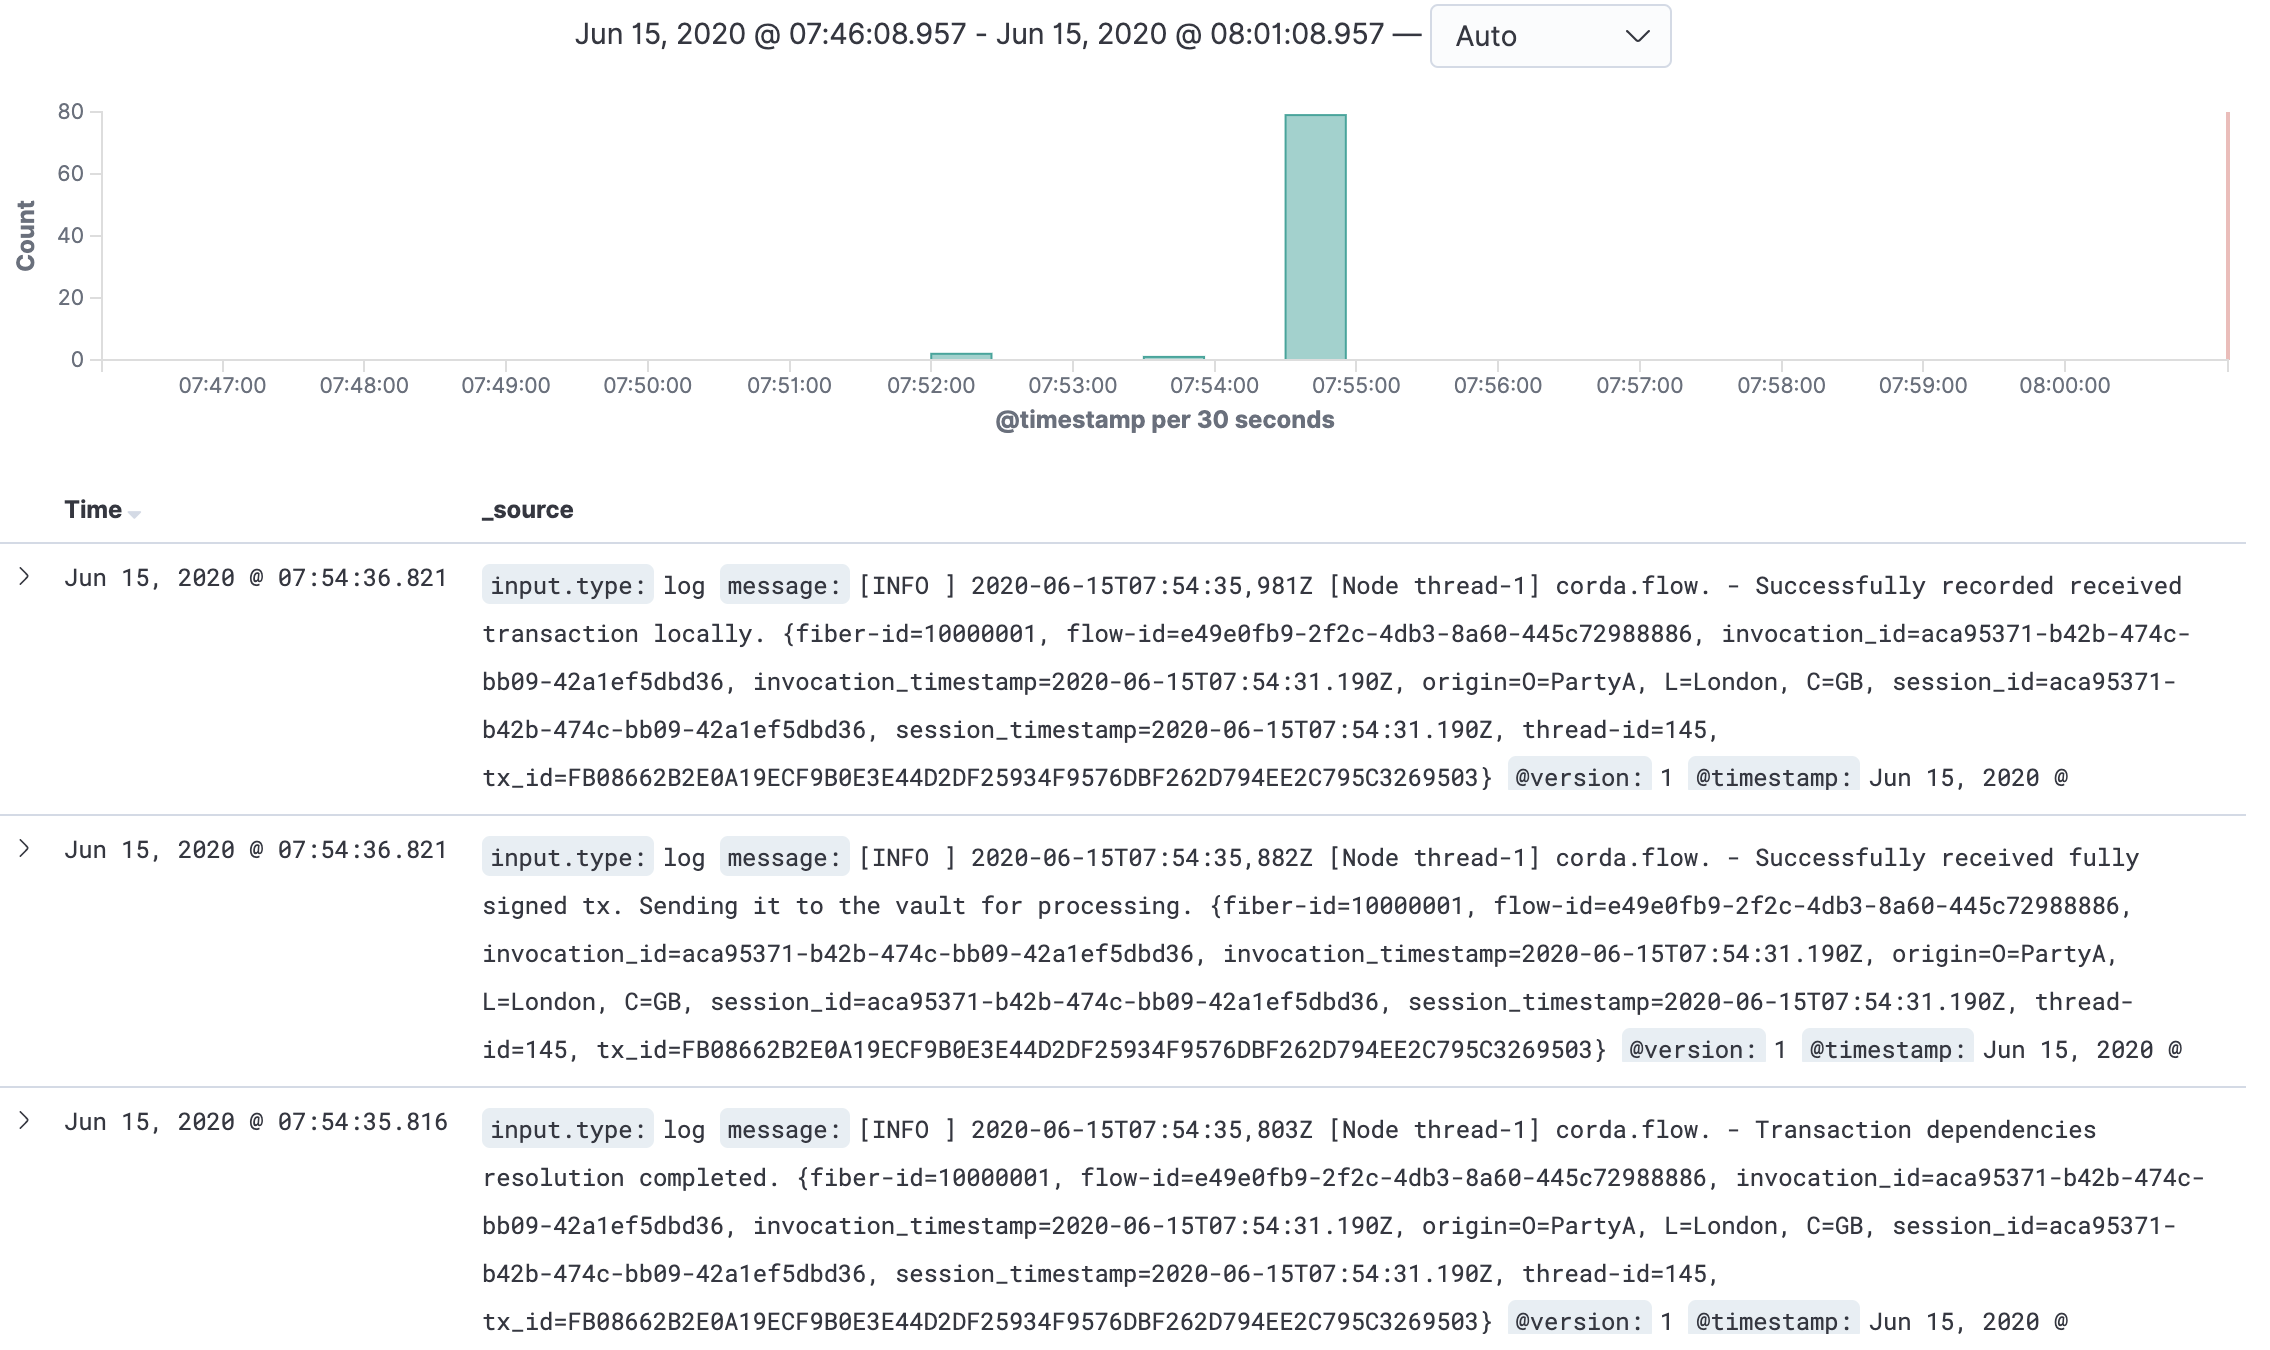 Jun 15, 2020 @ 07:46:08.957 - Jun 15, 2020 @ 08:01:08.957 — Auto
80
60
40
20
0
Count
07:47:00 07:48:00 07:49:00 07:50:00 07:51:00 07:52:00 07:53:00 07:54:00 07:55:00 07:56:00 07:57:00 07:58:00 07:59:00 08:00:00
@timestamp per 30 seconds
Time _source
Jun 15, 2020 @ 07:54:36.821 input.type: log message: [INFO ] 2020-06-15T07:54:35,981Z [Node thread-1] corda.flow. - Successfully recorded received
transaction locally. {fiber-id=10000001, flow-id=e49e0fb9-2f2c-4db3-8a60-445c72988886, invocation_id=aca95371-b42b-474c-
bb09-42a1ef5dbd36, invocation_timestamp=2020-06-15T07:54:31.190Z, origin=O=PartyA, L=London, C=GB, session_id=aca95371-
b42b-474c-bb09-42a1ef5dbd36, session_timestamp=2020-06-15T07:54:31.190Z, thread-id=145,
tx_id=FB08662B2E0A19ECF9B0E3E44D2DF25934F9576DBF262D794EE2C795C3269503} @version: 1 @timestamp: Jun 15, 2020 @
Jun 15, 2020 @ 07:54:36.821 input.type: log message: [INFO ] 2020-06-15T07:54:35,882Z [Node thread-1] corda.flow. - Successfully received fully
signed tx. Sending it to the vault for processing. {fiber-id=10000001, flow-id=e49e0fb9-2f2c-4db3-8a60-445c72988886,
invocation_id=aca95371-b42b-474c-bb09-42a1ef5dbd36, invocation_timestamp=2020-06-15T07:54:31.190Z, origin=O=PartyA,
L=London, C=GB, session_id=aca95371-b42b-474c-bb09-42a1ef5dbd36, session_timestamp=2020-06-15T07:54:31.190Z, thread-
id=145, tx_id=FB08662B2E0A19ECF9B0E3E44D2DF25934F9576DBF262D794EE2C795C3269503} @version: 1 @timestamp: Jun 15, 2020 @
Jun 15, 2020 @ 07:54:35.816 input.type: log message: [INFO ] 2020-06-15T07:54:35,803Z [Node thread-1] corda.flow. - Transaction dependencies
resolution completed. {fiber-id=10000001, flow-id=e49e0fb9-2f2c-4db3-8a60-445c72988886, invocation_id=aca95371-b42b-474c-
bb09-42a1ef5dbd36, invocation_timestamp=2020-06-15T07:54:31.190Z, origin=O=PartyA, L=London, C=GB, session_id=aca95371-
b42b-474c-bb09-42a1ef5dbd36, session_timestamp=2020-06-15T07:54:31.190Z, thread-id=145,
tx_id=FB08662B2E0A19ECF9B0E3E44D2DF25934F9576DBF262D794EE2C795C3269503} @version: 1 @timestamp: Jun 15, 2020 @